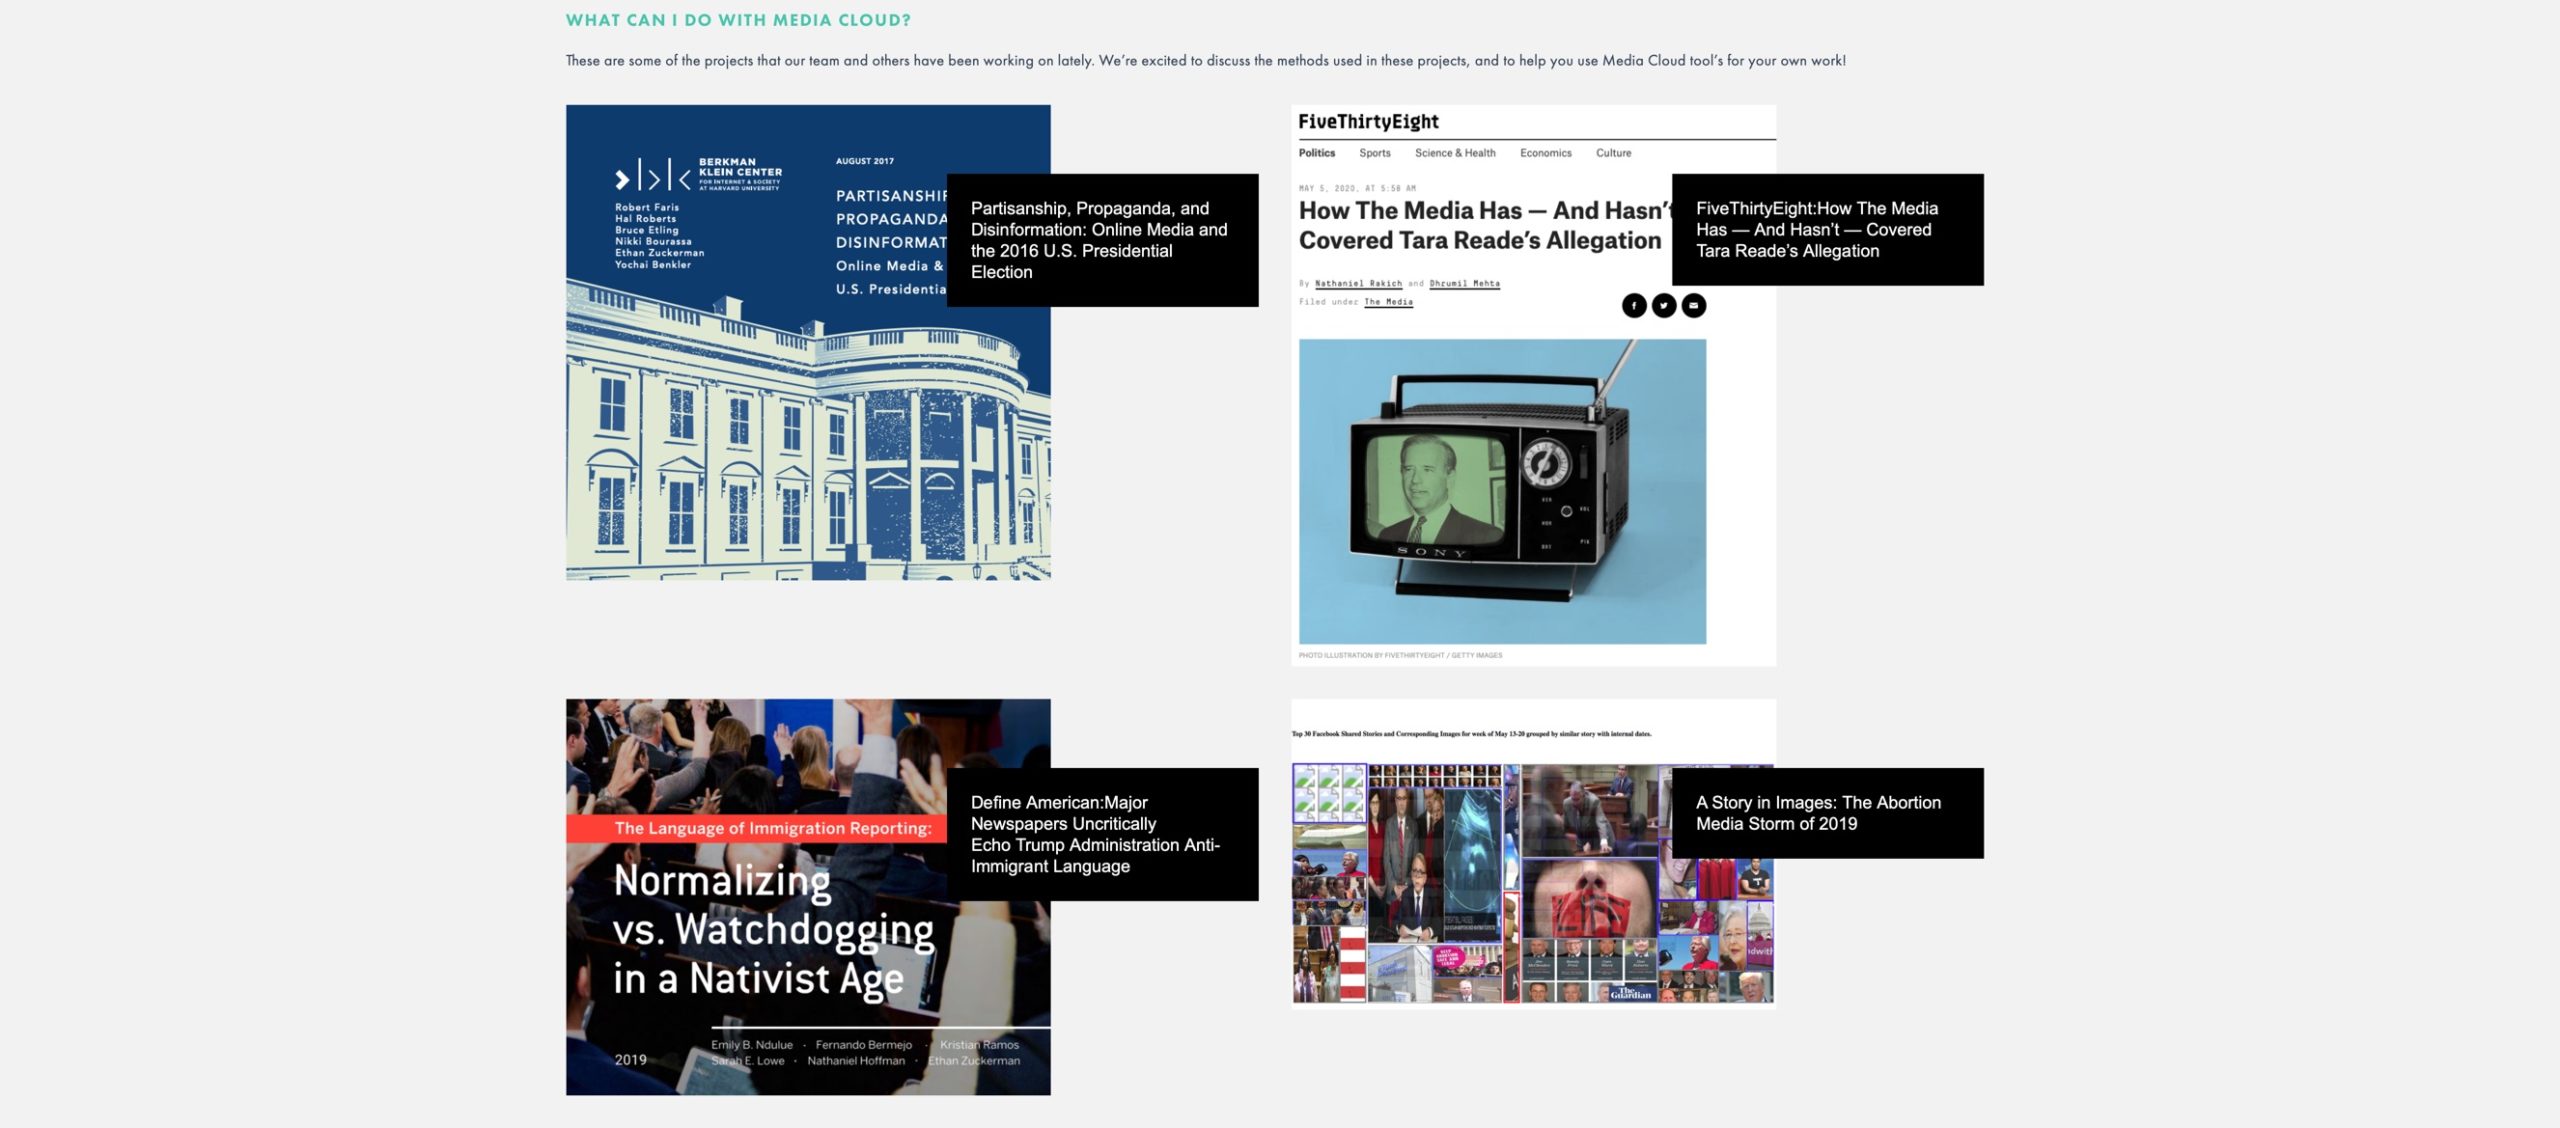 WHAT CAN I DO WITH MEDIA CLOUD?
These are some of the projects that our team and others have been working on lately. We're excited to discuss the methods used in these projects, and to help you use Media Cloud tool's for your own work!
BERKMAN
KLEIN CENTER
FOR INTERNET & SOCIETY
AT HARVARD UNIVERSITY
Robert Faris
Hal Roberts
Bruce Etling
Nikki Bourassa
Ethan Zuckerman
Yochai Benkler
AUGUST 2017
PARTISANSHIP
PROPAGANDA
DISINFORMAT
Online Media &
U.S. Presidentia
Partisanship, Propaganda, and
Disinformation: Online Media and
the 2016 U.S. Presidential
Election
FiveThirtyEight
Politics Sports Science & Health Economics Culture
MAY 5, 2020, AT 5:58 AM
How The Media Has — And Hasn't
Covered Tara Reade's Allegation
By Nathaniel Rakich and Dhrumil Mehta
Filed under The Media
SONY
PHOTO ILLUSTRATION BY FIVETHIRTYEIGHT / GETTY IMAGES
FiveThirtyEight:How The Media
Has — And Hasn't — Covered
Tara Reade's Allegation
The Language of Immigration Reporting:
Normalizing
vs. Watchdogging
in a Nativist Age
2019
Emily B. Ndulue · Fernando Bermejo · Kristian Ramos
Sarah E. Lowe · Nathaniel Hoffman · Ethan Zuckerman
Define American:Major
Newspapers Uncritically
Echo Trump Administration Anti-
Immigrant Language
Top 30 Facebook Shared Stories and Corresponding Images for week of May 13-20 grouped by similar story with internal dates.
The
Guardian
A Story in Images: The Abortion
Media Storm of 2019